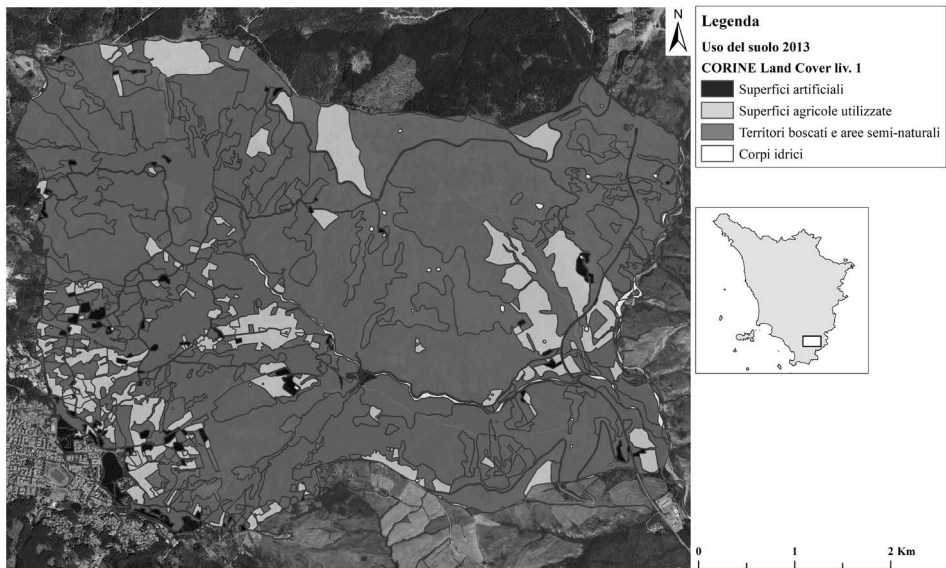 N
Legenda
Uso del suolo 2013
CORINE Land Cover liv. 1
Superfici artificiali
Superfici agricole utilizzate
Territori boscati e aree semi-naturali
Corpi idrici
0 1 2 Km